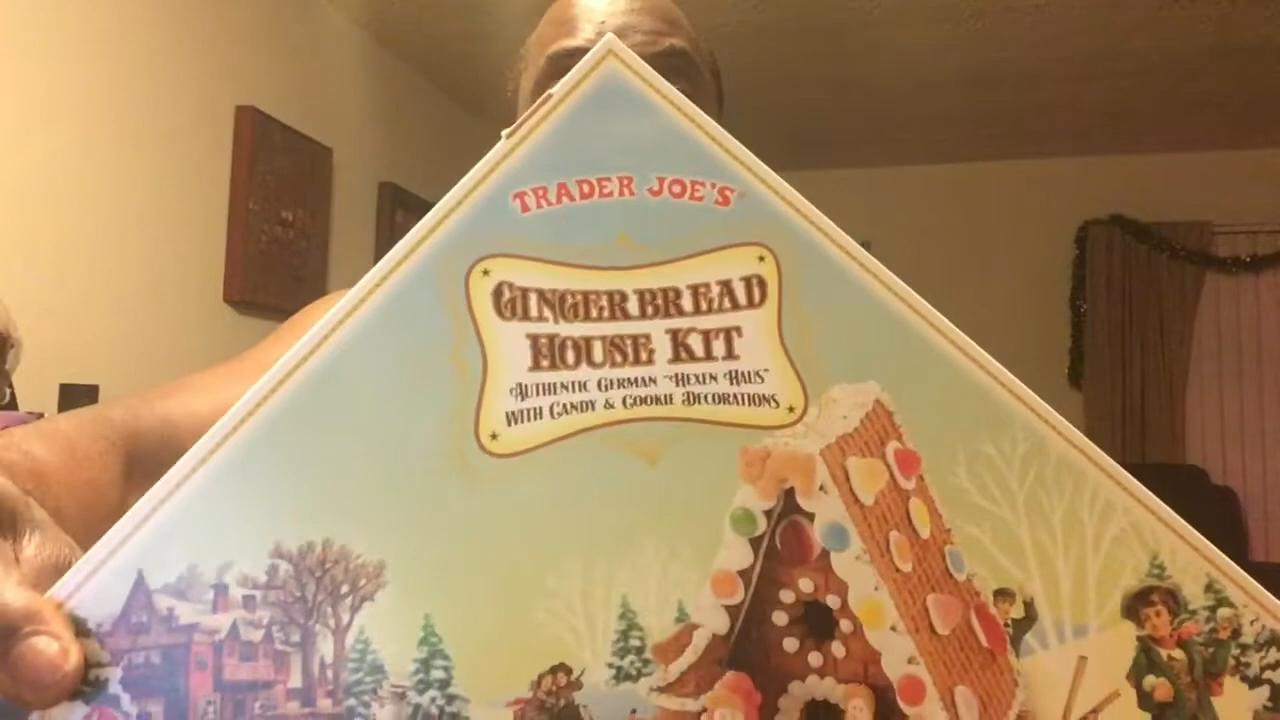 TRADER JOE'S
GINGERBREAD
HOUSE KIT
AUTHENTIC GERMAN "HEXEN HAUS"
WITH CANDY & COOKIE DECORATIONS